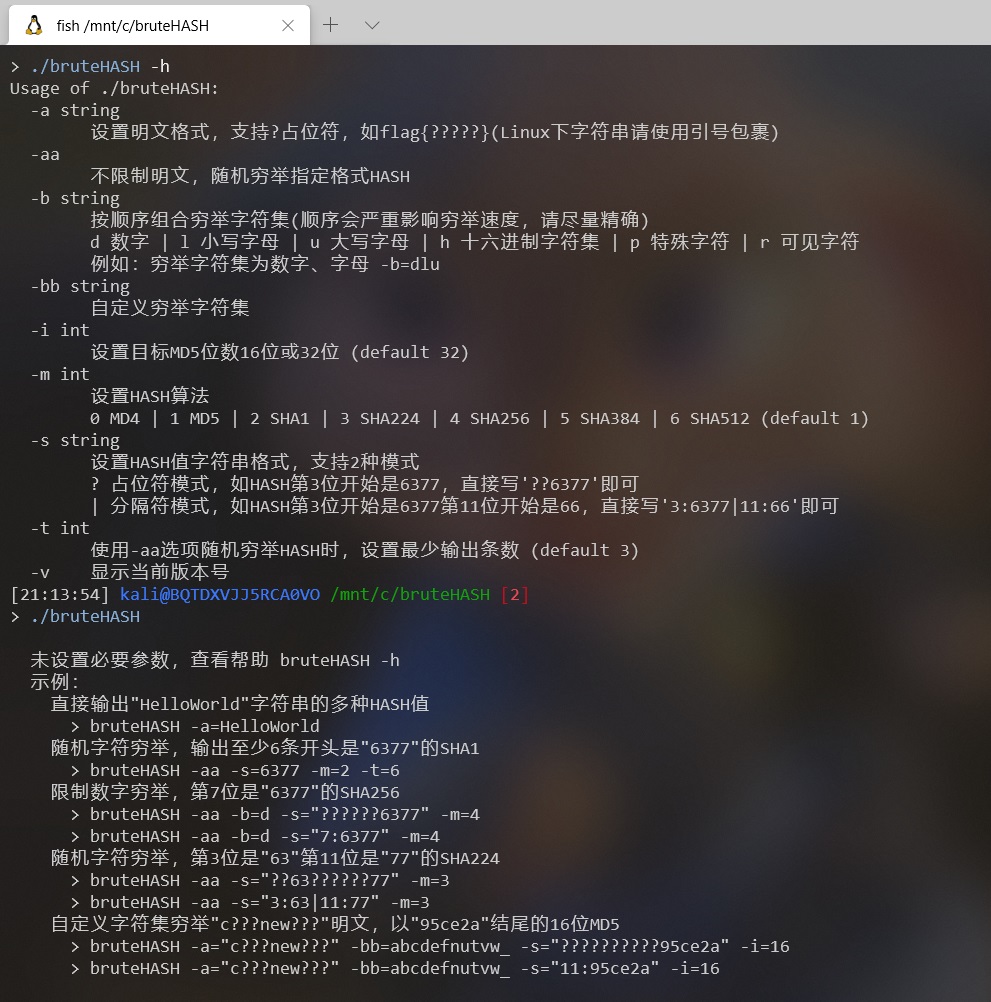 fish /mnt/c/bruteHASH
> ./bruteHASH -h
Usage of ./bruteHASH:
-a string
设置明文格式，支持?占位符，如flag{?????}(Linux下字符串请使用引号包裹)
-aa
不限制明文，随机穷举指定格式HASH
-b string
按顺序组合穷举字符集(顺序会严重影响穷举速度，请尽量精确)
d 数字 | l 小写字母 | u 大写字母 | h 十六进制字符集 | p 特殊字符 | r 可见字符
例如：穷举字符集为数字、字母 -b=dlu
-bb string
自定义穷举字符集
-i int
设置目标MD5位数16位或32位 (default 32)
-m int
设置HASH算法
0 MD4 | 1 MD5 | 2 SHA1 | 3 SHA224 | 4 SHA256 | 5 SHA384 | 6 SHA512 (default 1)
-s string
设置HASH值字符串格式，支持2种模式
? 占位符模式，如HASH第3位开始是6377，直接写'??6377'即可
| 分隔符模式，如HASH第3位开始是6377第11位开始是66，直接写'3:6377|11:66'即可
-t int
使用-aa选项随机穷举HASH时，设置最少输出条数 (default 3)
-v 显示当前版本号
[21:13:54] kali@BQTDXVJJ5RCA0VO /mnt/c/bruteHASH [2]
> ./bruteHASH
未设置必要参数，查看帮助 bruteHASH -h
示例：
直接输出"HelloWorld"字符串的多种HASH值
> bruteHASH -a=HelloWorld
随机字符穷举，输出至少6条开头是"6377"的SHA1
> bruteHASH -aa -s=6377 -m=2 -t=6
限制数字穷举，第7位是"6377"的SHA256
> bruteHASH -aa -b=d -s="??????6377" -m=4
> bruteHASH -aa -b=d -s="7:6377" -m=4
随机字符穷举，第3位是"63"第11位是"77"的SHA224
> bruteHASH -aa -s="??63??????77" -m=3
> bruteHASH -aa -s="3:63|11:77" -m=3
自定义字符集穷举"c???new???"明文，以"95ce2a"结尾的16位MD5
> bruteHASH -a="c???new???" -bb=abcdefnutvw_ -s="??????????95ce2a" -i=16
> bruteHASH -a="c???new???" -bb=abcdefnutvw_ -s="11:95ce2a" -i=16